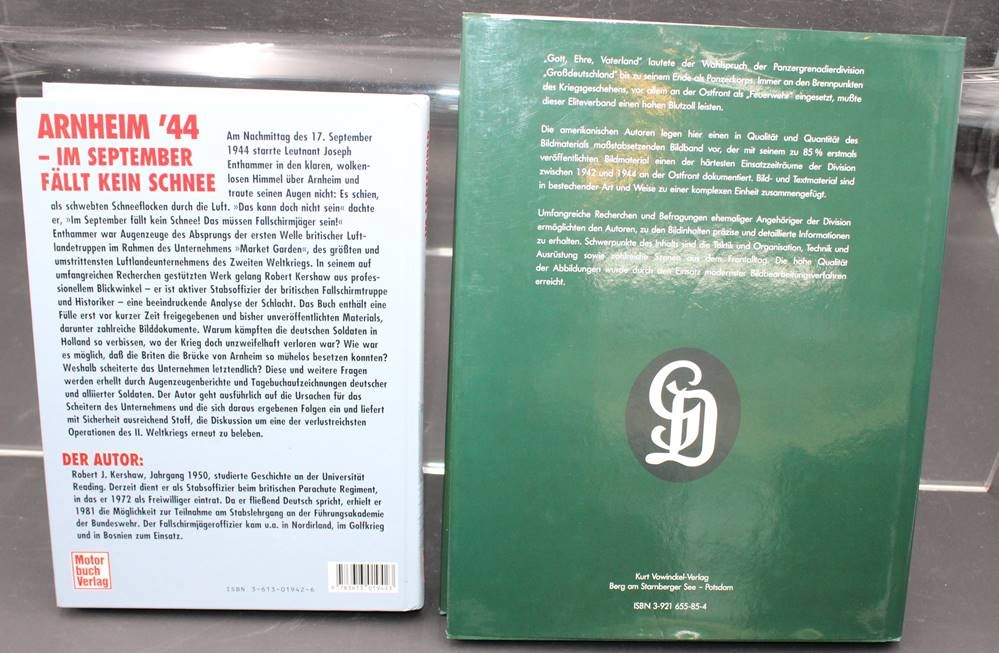 ARNHEIM '44
– IM SEPTEMBER
FÄLLT KEIN SCHNEE
Am Nachmittag des 17. September
1944 starrte Leutnant Joseph
Enthammer in den klaren, wolken-
losen Himmel über Arnheim und
traute seinen Augen nicht: Es schien,
als schwebten Schneeflocken durch die Luft. »Das kann doch nicht sein« dachte
er, »Im September fällt kein Schnee! Das müssen Fallschirmjäger sein!«
Enthammer war Augenzeuge des Absprungs der ersten Welle britischer Luft-
landetruppen im Rahmen des Unternehmens »Market Garden«, des größten und
umstrittensten Luftlandeunternehmens des Zweiten Weltkriegs. In seinem auf
umfangreichen Recherchen gestützten Werk gelang Robert Kershaw aus profes-
sionellem Blickwinkel – er ist aktiver Stabsoffizier der britischen Fallschirmtruppe
und Historiker – eine beeindruckende Analyse der Schlacht. Das Buch enthält eine
Fülle erst vor kurzer Zeit freigegebenen und bisher unveröffentlichten Materials,
darunter zahlreiche Bilddokumente. Warum kämpften die deutschen Soldaten in
Holland so verbissen, wo der Krieg doch unzweifelhaft verloren war? Wie war
es möglich, daß die Briten die Brücke von Arnheim so mühelos besetzen konnten?
Weshalb scheiterte das Unternehmen letztendlich? Diese und weitere Fragen
werden erhellt durch Augenzeugenberichte und Tagebuchaufzeichnungen deutscher
und alliierter Soldaten. Der Autor geht ausführlich auf die Ursachen für das
Scheitern des Unternehmens und die sich daraus ergebenen Folgen ein und liefert
mit Sicherheit ausreichend Stoff, die Diskussion um eine der verlustreichsten
Operationen des II. Weltkriegs erneut zu beleben.
DER AUTOR:
Robert J. Kershaw, Jahrgang 1950, studierte Geschichte an der Universität
Reading. Derzeit dient er als Stabsoffizier beim britischen Parachute Regiment,
in das er 1972 als Freiwilliger eintrat. Da er fließend Deutsch spricht, erhielt er
1981 die Möglichkeit zur Teilnahme am Stabslehrgang an der Führungsakademie
der Bundeswehr. Der Fallschirmjägeroffizier kam u.a. in Nordirland, im Golfkrieg
und in Bosnien zum Einsatz.
Motor
buch
Verlag
ISBN 3-613-01942-6
9 783613 019423
„Gott, Ehre, Vaterland" lautete der Wahlspruch der Panzergrenadierdivision
„Großdeutschland" bis zu seinem Ende als Panzerkorps. Immer an den Brennpunkten
des Kriegsgeschehens, vor allem an der Ostfront als „Feuerwehr" eingesetzt, mußte
dieser Eliteverband einen hohen Blutzoll leisten.
Die amerikanischen Autoren legen hier einen in Qualität und Quantität des
Bildmaterials maßstabsetzenden Bildband vor, der mit seinem zu 85 % erstmals
veröffentlichten Bildmaterial einen der härtesten Einsatzzeiträume der Division
zwischen 1942 und 1944 an der Ostfront dokumentiert. Bild- und Textmaterial sind
in bestechender Art und Weise zu einer komplexen Einheit zusammengefügt.
Umfangreiche Recherchen und Befragungen ehemaliger Angehöriger der Division
ermöglichten den Autoren, zu den Bildinhalten präzise und detaillierte Informationen
zu erhalten. Schwerpunkte des Inhalts sind die Taktik und Organisation, Technik und
Ausrüstung sowie zahlreiche Szenen aus dem Frontalltag. Die hohe Qualität
der Abbildungen wurde durch den Einsatz modernster Bildbearbeitungsverfahren
erreicht.
GD
Kurt Vowinckel-Verlag
Berg am Starnberger See – Potsdam
ISBN 3-921 655-85-4